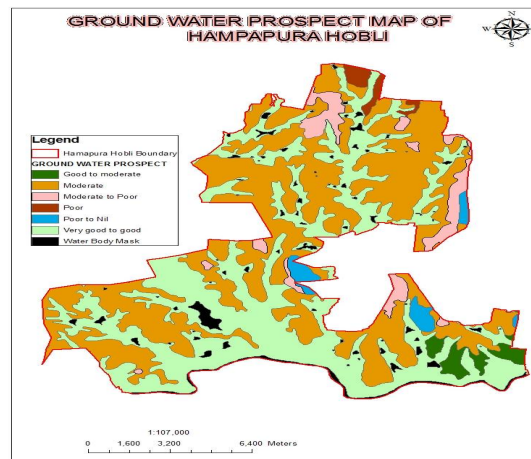 GROUND WATER PROSPECT MAP OF
HAMPAPURA HOBLI
N
W E
S
Legend
Hamapura Hobli Boundary
GROUND WATER PROSPECT
Good to moderate
Moderate
Moderate to Poor
Poor
Poor to Nil
Very good to good
Water Body Mask
1:107,000
0 1,600 3,200 6,400 Meters